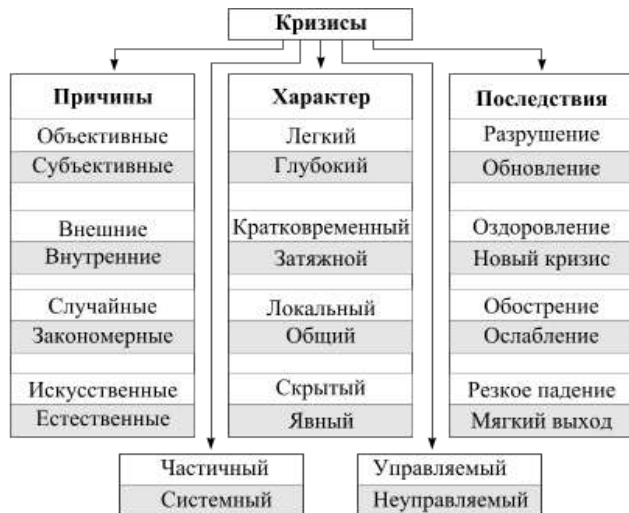 Кризисы
Причины
Объективные
Субъективные
Внешние
Внутренние
Случайные
Закономерные
Искусственные
Естественные
Характер
Легкий
Глубокий
Кратковременный
Затяжной
Локальный
Общий
Скрытый
Явный
Последствия
Разрушение
Обновление
Оздоровление
Новый кризис
Обострение
Ослабление
Резкое падение
Мягкий выход
Частичный
Системный
Управляемый
Неуправляемый